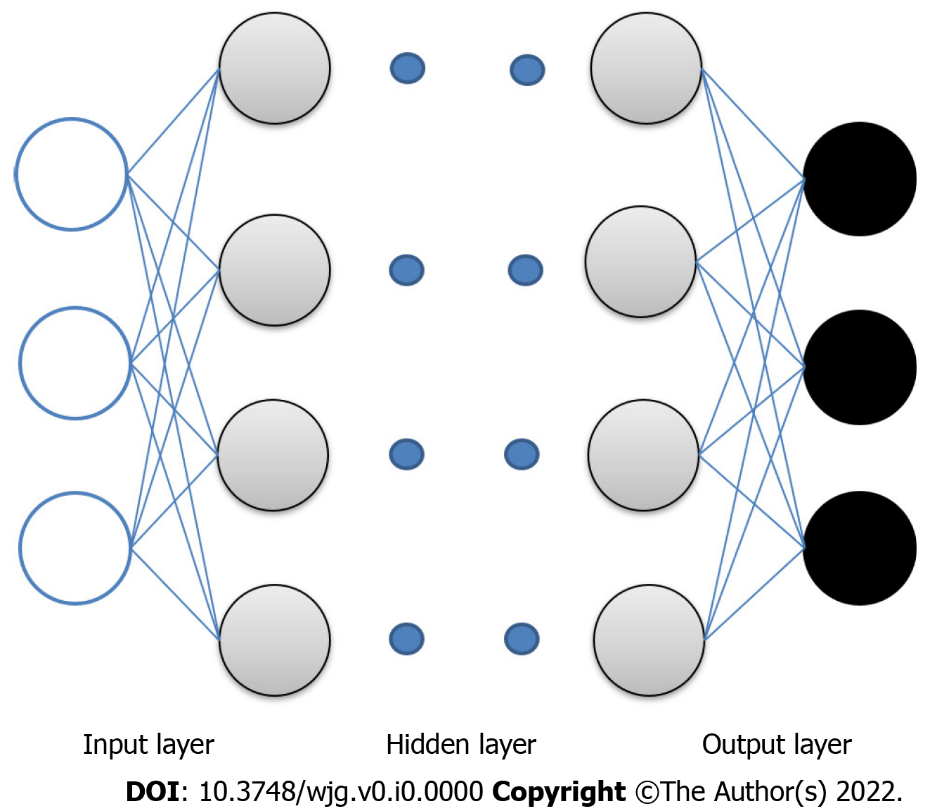 Input layer Hidden layer Output layer
DOI: 10.3748/wjg.v0.i0.0000 Copyright ©The Author(s) 2022.